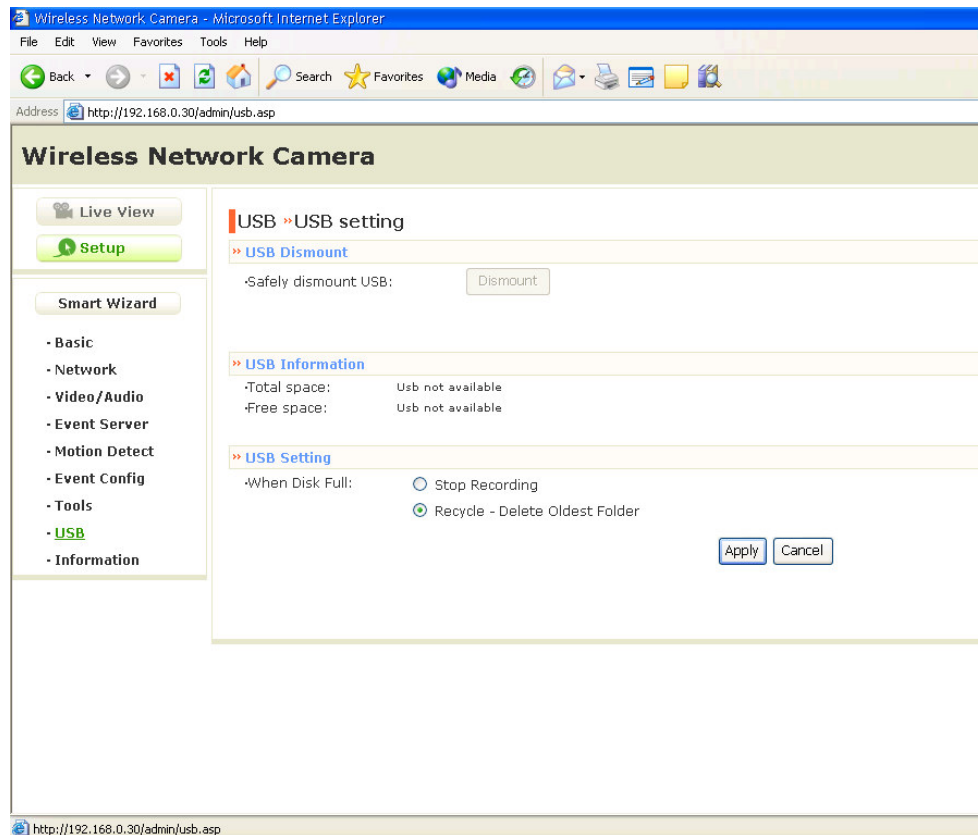 Wireless Network Camera - Microsoft Internet Explorer
File Edit View Favorites Tools Help
Back Search Favorites Media
Address http://192.168.0.30/admin/usb.asp
Wireless Network Camera
Live View
Setup
Smart Wizard
· Basic
· Network
· Video/Audio
· Event Server
· Motion Detect
· Event Config
· Tools
· USB
· Information
USB »USB setting
» USB Dismount
·Safely dismount USB: Dismount
» USB Information
·Total space: Usb not available
·Free space: Usb not available
» USB Setting
·When Disk Full: Stop Recording
Recycle - Delete Oldest Folder
Apply Cancel
http://192.168.0.30/admin/usb.asp